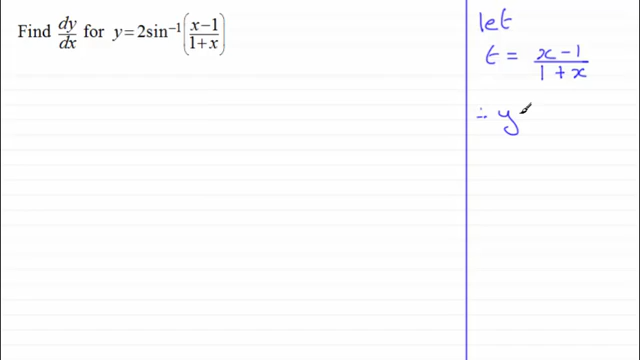 Find dy/dx for y = 2sin⁻¹((x−1)/(1+x))
let
t = (x − 1)/(1 + x)
∴ y